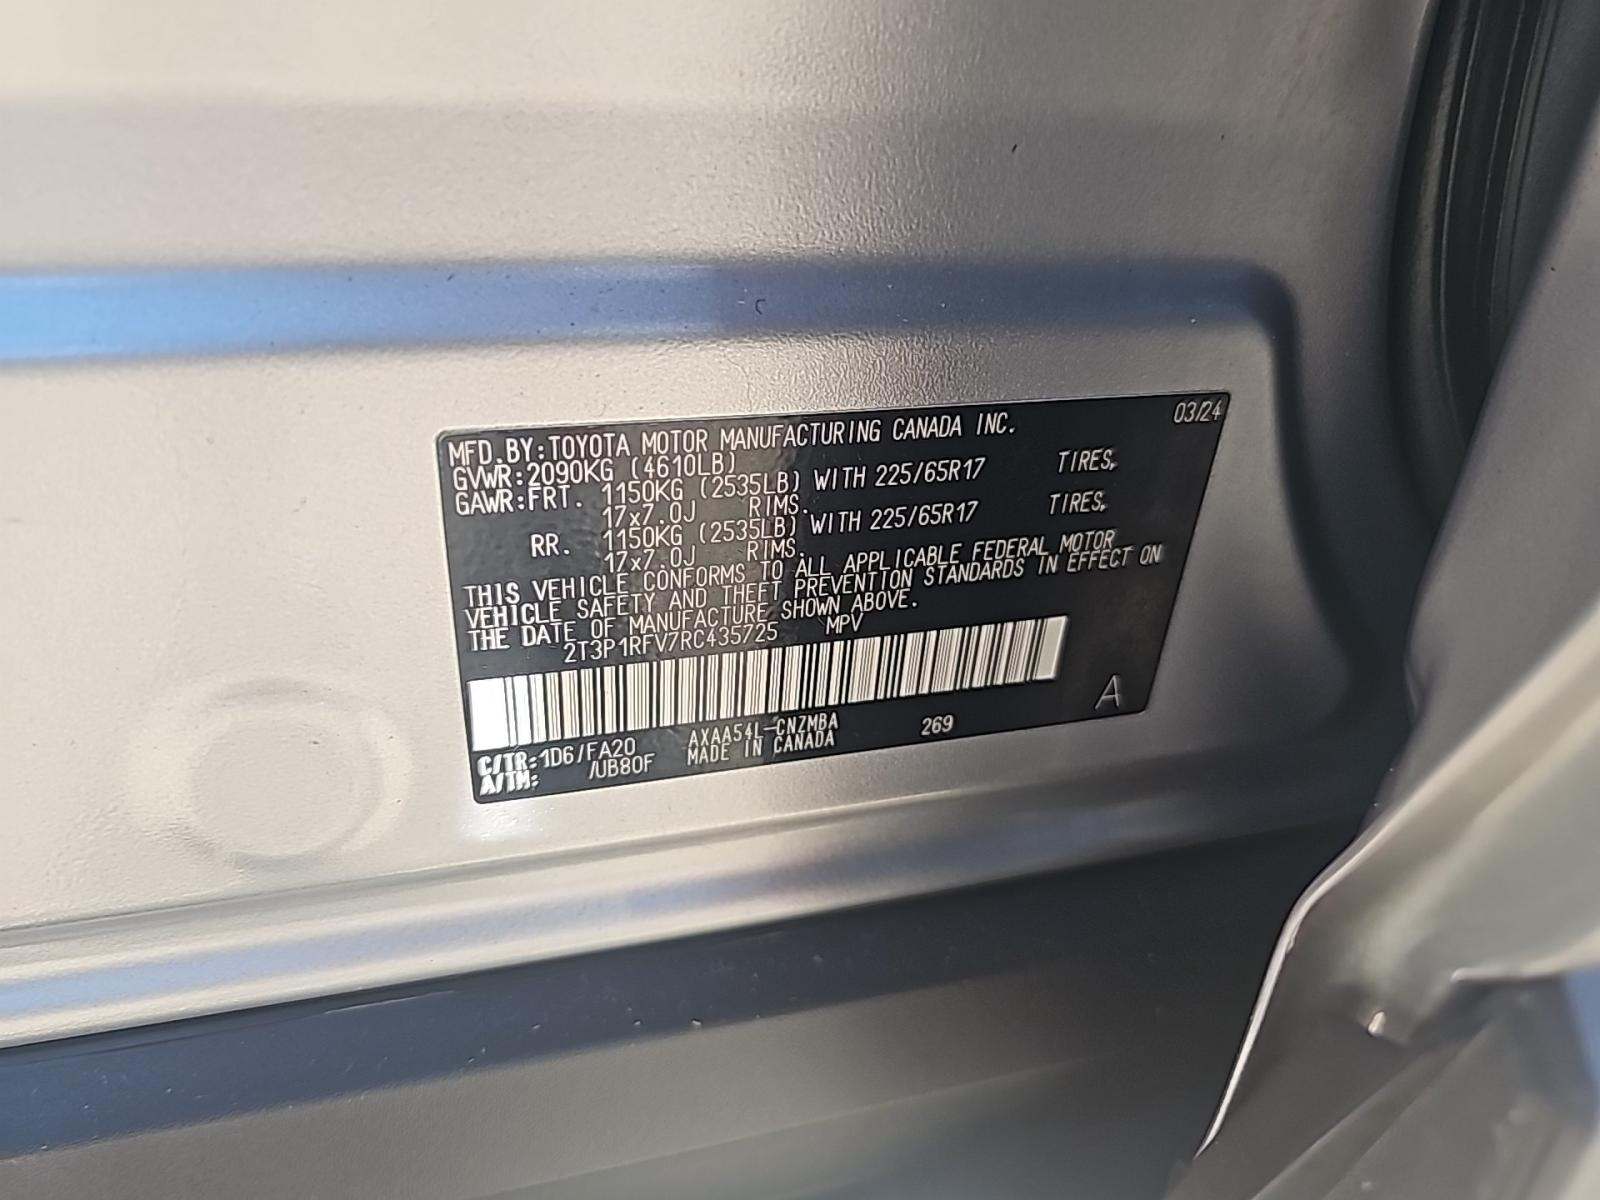 03/24
MFD.BY:TOYOTA MOTOR MANUFACTURING CANADA INC.
GVWR:2090KG (4610LB)
GAWR:FRT. 1150KG (2535LB) WITH 225/65R17 TIRES,
17x7.0J RIMS.
RR. 1150KG (2535LB) WITH 225/65R17 TIRES,
17x7.0J RIMS.
THIS VEHICLE CONFORMS TO ALL APPLICABLE FEDERAL MOTOR
VEHICLE SAFETY AND THEFT PREVENTION STANDARDS IN EFFECT ON
THE DATE OF MANUFACTURE SHOWN ABOVE.
2T3P1RFV7RC435725 MPV
A
C/TR:1D6/FA20 AXAA54L-CNZMBA 269
A/TM: /UB80F MADE IN CANADA